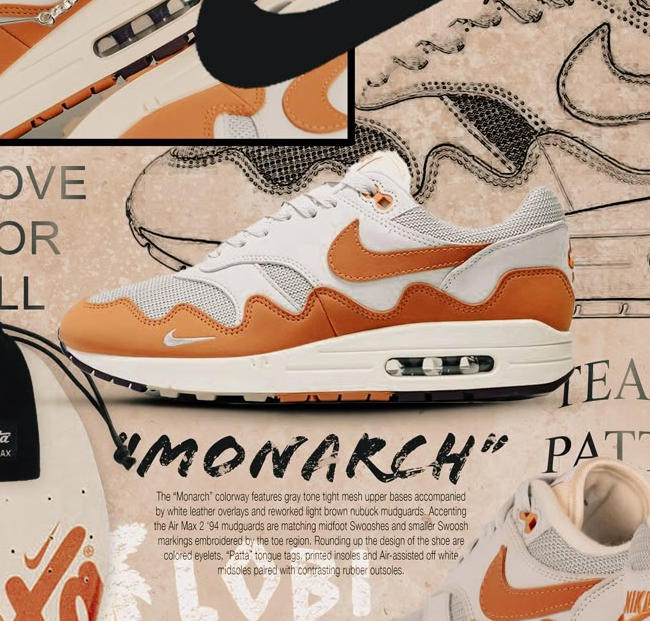 OVE
OR
LL
TEA
PATT
"MONARCH"
The "Monarch" colorway features gray tone tight mesh upper bases accompanied
by white leather overlays and reworked light brown nubuck mudguards. Accenting
the Air Max 2 '94 mudguards are matching midfoot Swooshes and smaller Swoosh
markings embroidered by the toe region. Rounding up the design of the shoe are
colored eyelets, "Patta" tongue tags, printed insoles and Air-assisted off white
midsoles paired with contrasting rubber outsoles.
ta
AX
NIK